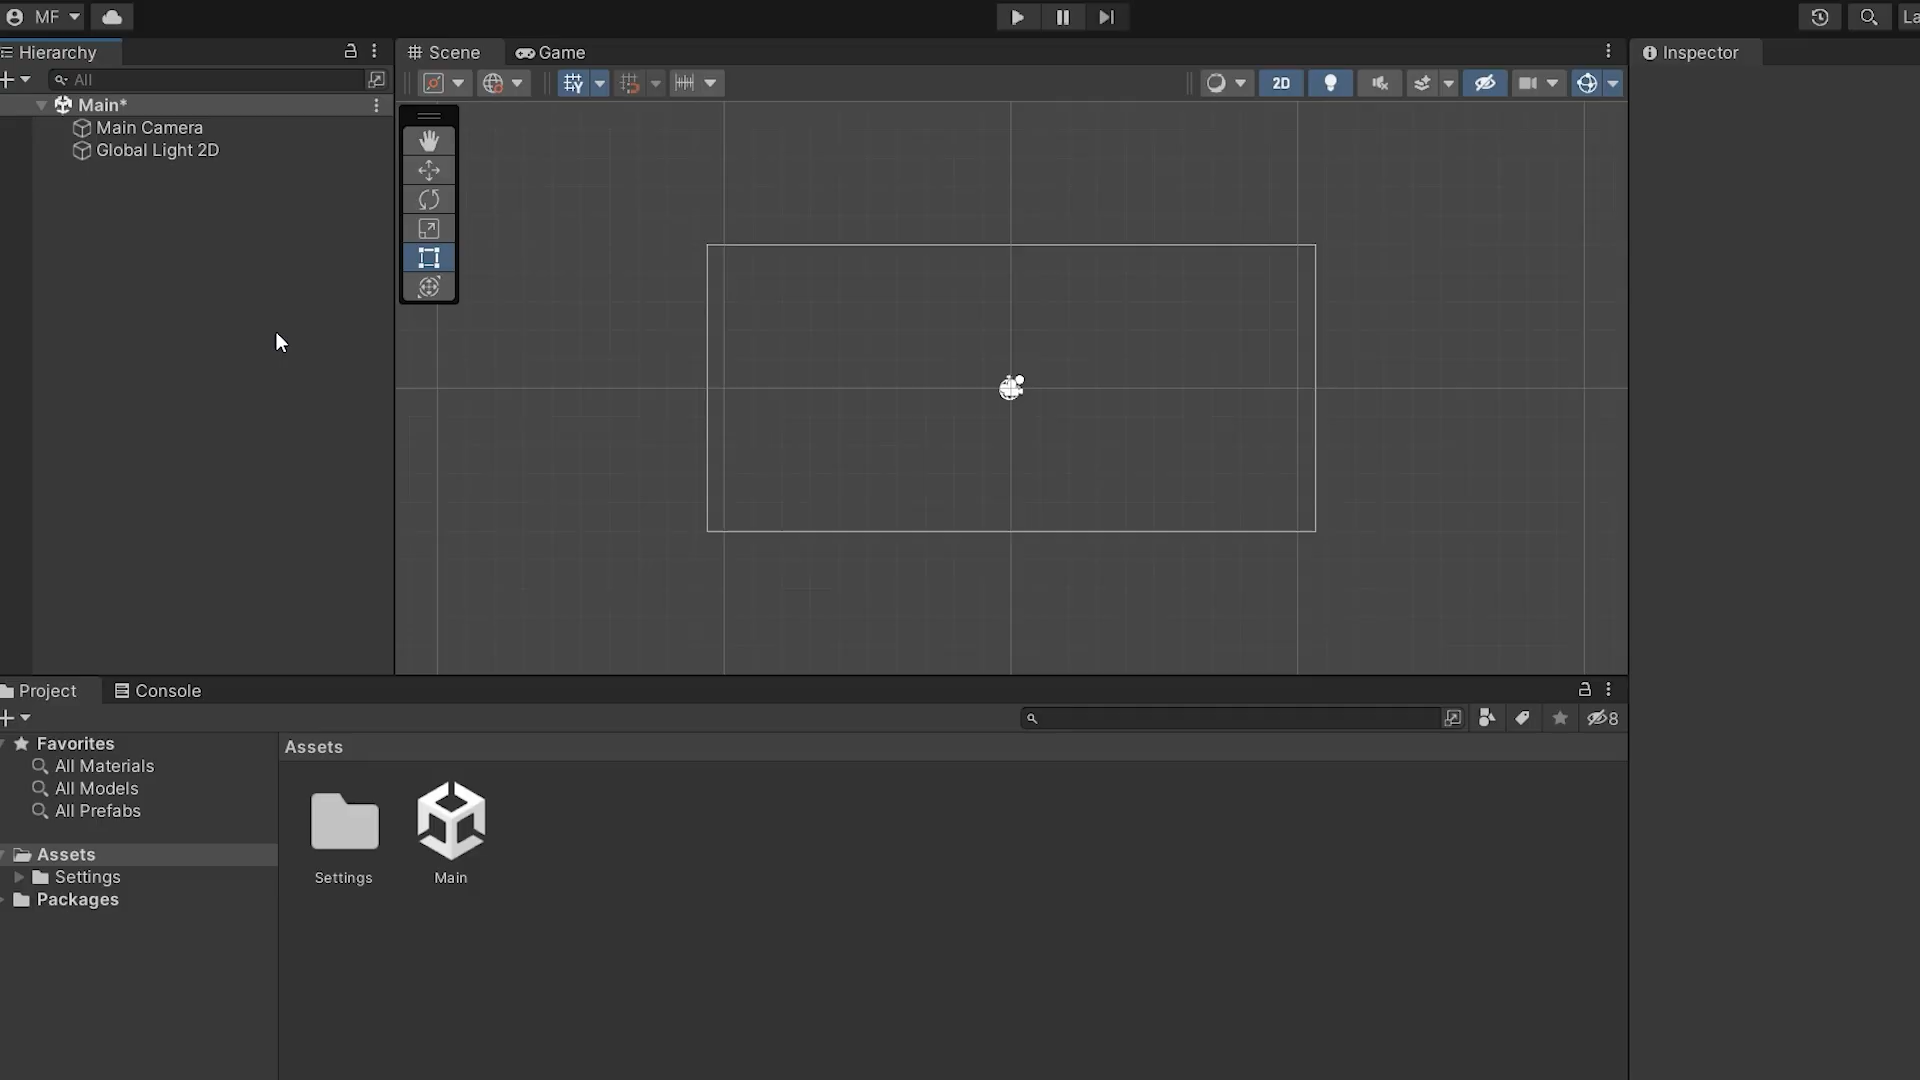 MF
La
Hierarchy
Scene
Game
Inspector
All
2D
Main*
Main Camera
Global Light 2D
Project
Console
8
Favorites
All Materials
All Models
All Prefabs
Assets
Settings
Packages
Assets
Settings
Main